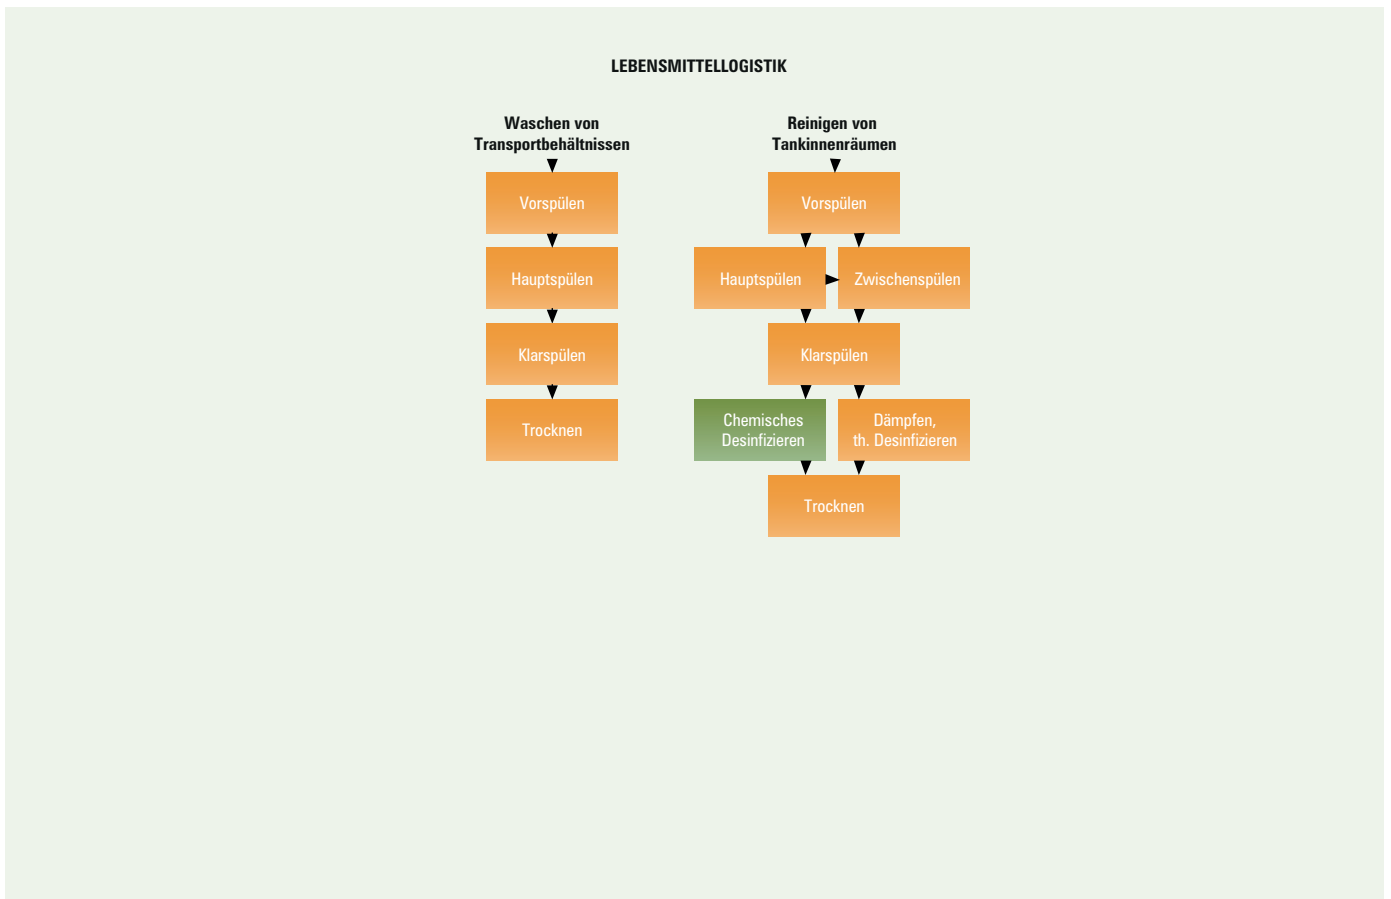 LEBENSMITTELLOGISTIK
Waschen von
Transportbehältnissen
Vorspülen
Hauptspülen
Klarspülen
Trocknen
Reinigen von
Tankinnenräumen
Vorspülen
Hauptspülen
Zwischenspülen
Klarspülen
Chemisches
Desinfizieren
Dämpfen,
th. Desinfizieren
Trocknen